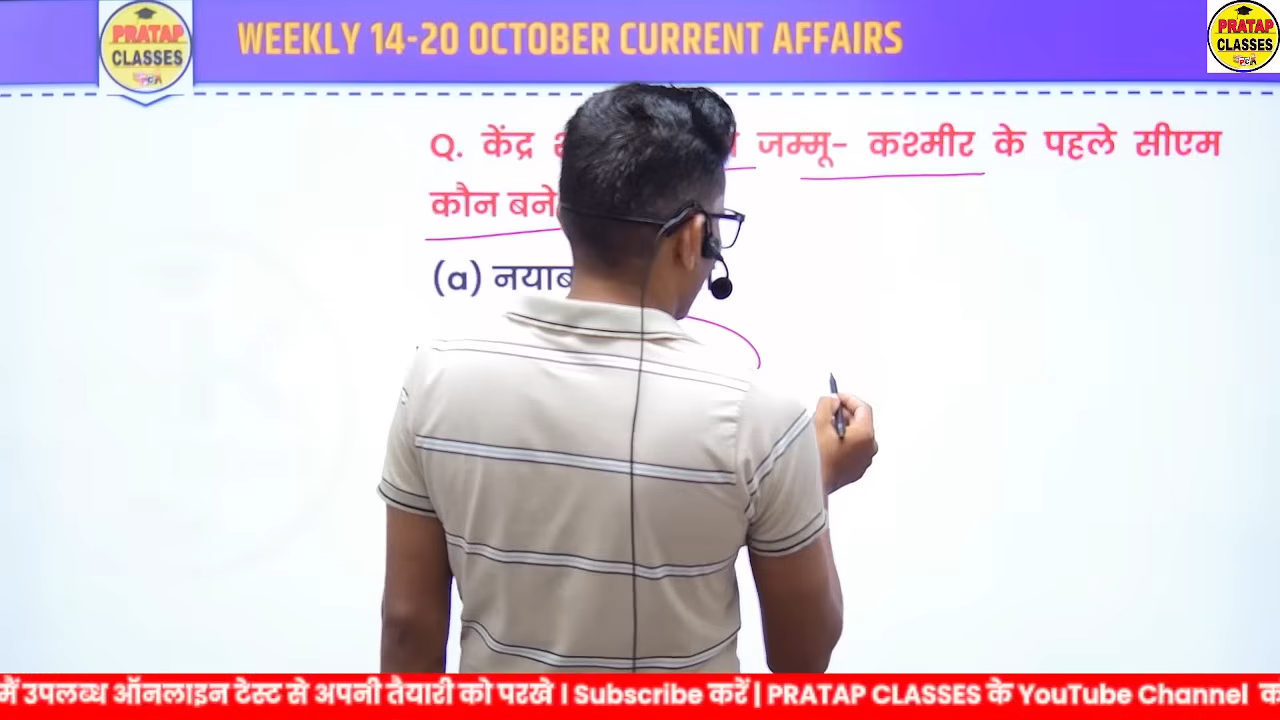 PRATAP
CLASSES
WEEKLY 14-20 OCTOBER CURRENT AFFAIRS
PRATAP
CLASSES
Q. केंद्र जम्मू- कश्मीर के पहले सीएम
कौन बने
(a) नयाब
में उपलब्ध ऑनलाइन टेस्ट से अपनी तैयारी को परखे । Subscribe करें | PRATAP CLASSES के YouTube Channel